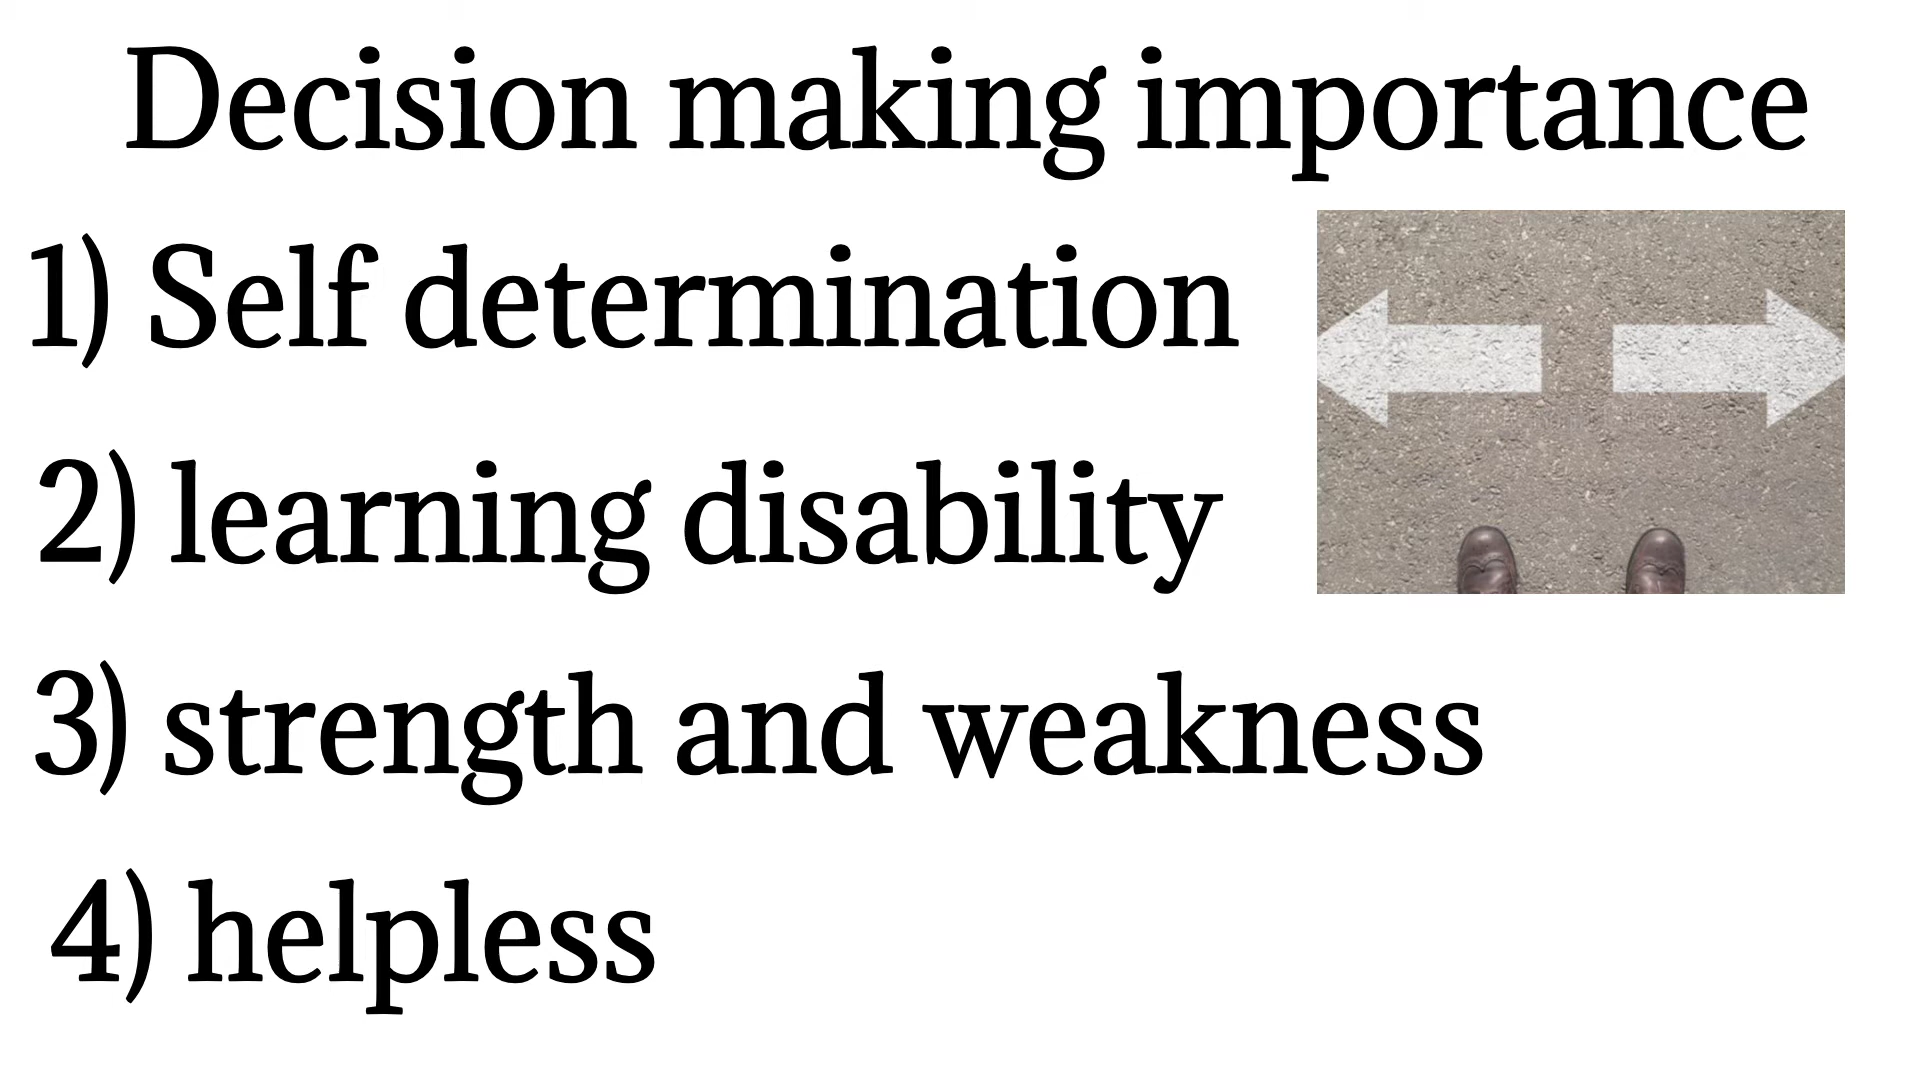 Decision making importance
1) Self determination
2) learning disability
3) strength and weakness
4) helpless